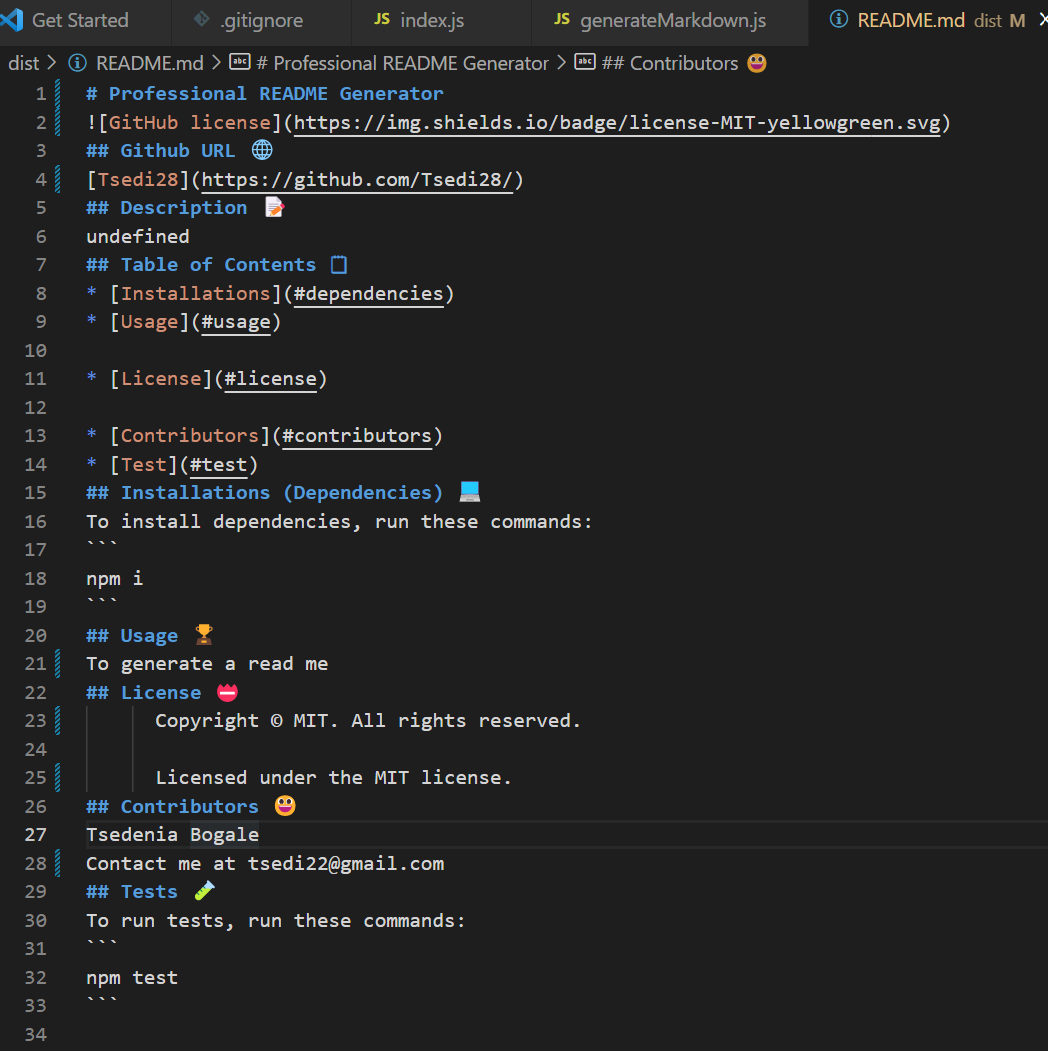 Get Started .gitignore JS index.js JS generateMarkdown.js README.md dist M
dist > README.md > # Professional README Generator > ## Contributors 😃
1 # Professional README Generator
2 ![GitHub license](https://img.shields.io/badge/license-MIT-yellowgreen.svg)
3 ## Github URL 🌐
4 [Tsedi28](https://github.com/Tsedi28/)
5 ## Description 📝
6 undefined
7 ## Table of Contents 📋
8 * [Installations](#dependencies)
9 * [Usage](#usage)
10
11 * [License](#license)
12
13 * [Contributors](#contributors)
14 * [Test](#test)
15 ## Installations (Dependencies) 💻
16 To install dependencies, run these commands:
17 ```
18 npm i
19 ```
20 ## Usage 🏆
21 To generate a read me
22 ## License 📛
23 Copyright © MIT. All rights reserved.
24
25 Licensed under the MIT license.
26 ## Contributors 😃
27 Tsedenia Bogale
28 Contact me at tsedi22@gmail.com
29 ## Tests 🧪
30 To run tests, run these commands:
31 ```
32 npm test
33 ```
34